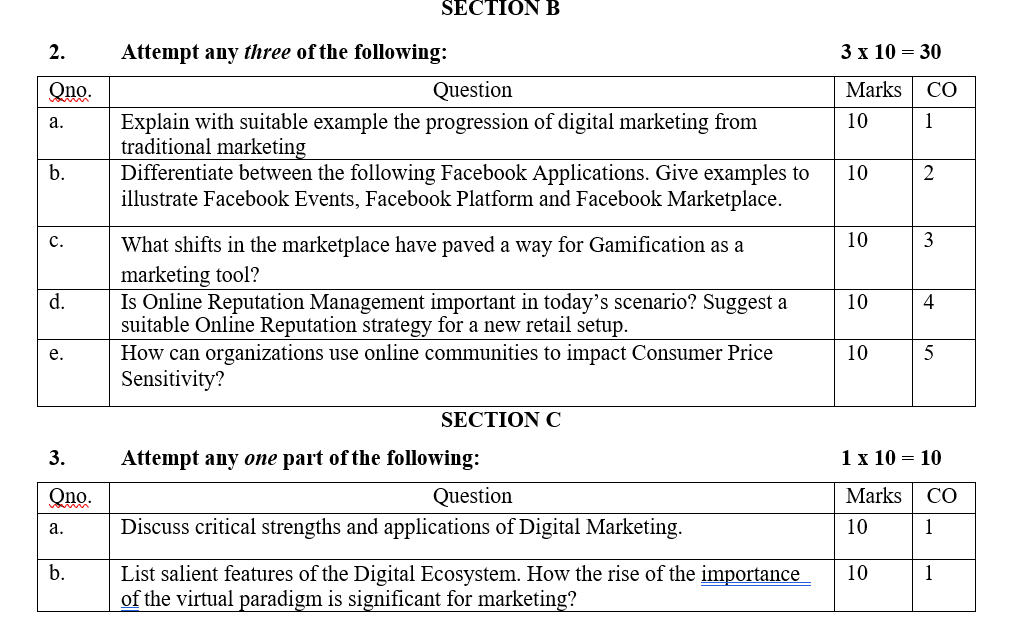 SECTION B
2. Attempt any three of the following: 3 x 10 = 30
Qno. Question Marks CO
a. Explain with suitable example the progression of digital marketing from 10 1
traditional marketing
b. Differentiate between the following Facebook Applications. Give examples to 10 2
illustrate Facebook Events, Facebook Platform and Facebook Marketplace.
c. What shifts in the marketplace have paved a way for Gamification as a 10 3
marketing tool?
d. Is Online Reputation Management important in today's scenario? Suggest a 10 4
suitable Online Reputation strategy for a new retail setup.
e. How can organizations use online communities to impact Consumer Price 10 5
Sensitivity?
SECTION C
3. Attempt any one part of the following: 1 x 10 = 10
Qno. Question Marks CO
a. Discuss critical strengths and applications of Digital Marketing. 10 1
b. List salient features of the Digital Ecosystem. How the rise of the importance 10 1
of the virtual paradigm is significant for marketing?